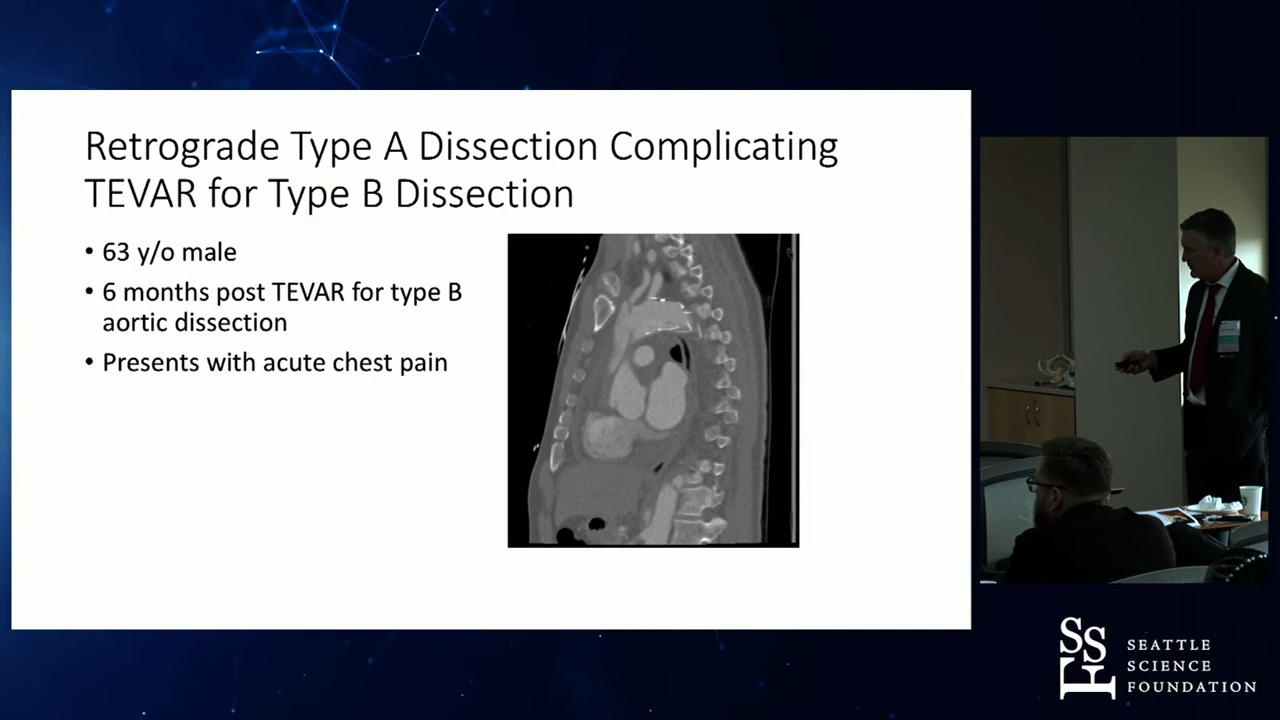 Retrograde Type A Dissection Complicating
TEVAR for Type B Dissection
• 63 y/o male
• 6 months post TEVAR for type B
aortic dissection
• Presents with acute chest pain
SSF
SEATTLE
SCIENCE
FOUNDATION